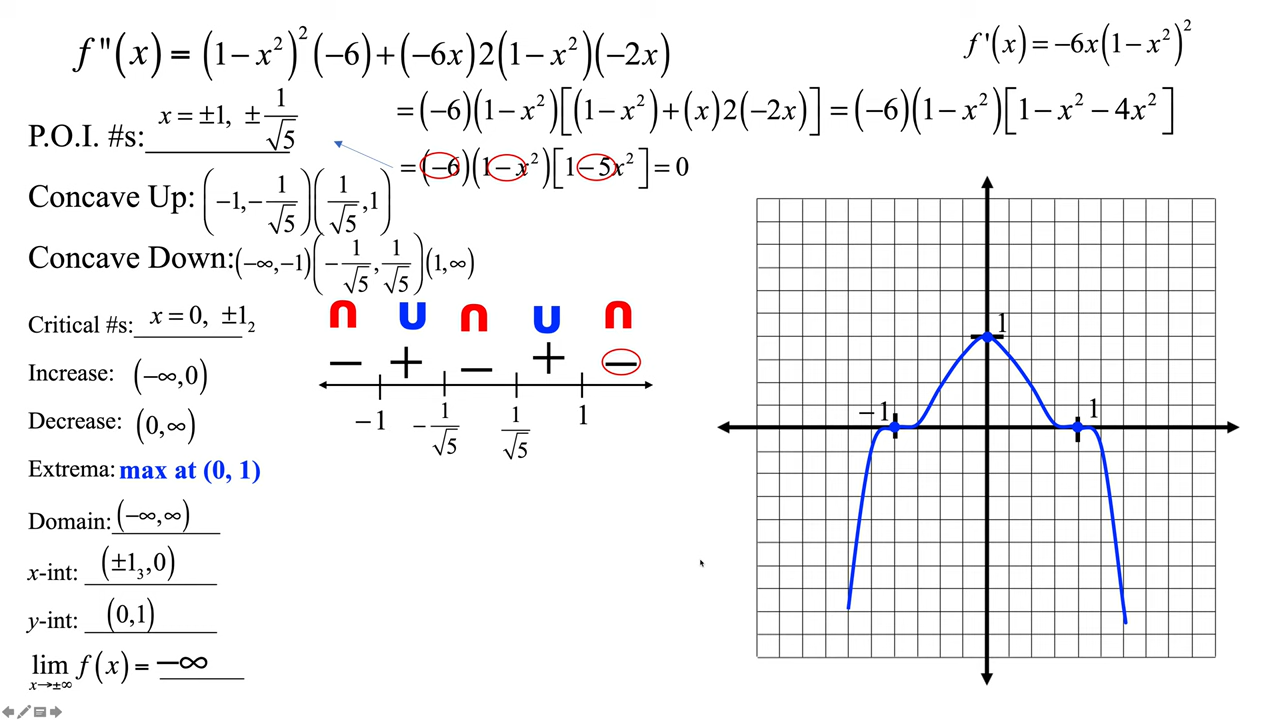 f"(x) = (1 − x²)² (−6) + (−6x)2(1 − x²)(−2x)
f'(x) = −6x(1 − x²)²
= (−6)(1 − x²)[(1 − x²) + (x)2(−2x)] = (−6)(1 − x²)[1 − x² − 4x²]
P.O.I. #s: x = ±1, ± 1/√5
= (−6)(1 − x²)[1 − 5x²] = 0
Concave Up: (−1, −1/√5)(1/√5, 1)
Concave Down: (−∞, −1)(−1/√5, 1/√5)(1, ∞)
Critical #s: x = 0, ±1₂
Increase: (−∞, 0)
Decrease: (0, ∞)
Extrema: max at (0, 1)
Domain: (−∞, ∞)
x-int: (±1₃, 0)
y-int: (0,1)
lim x→±∞ f(x) = −∞
∩ ∪ ∩ ∪ ∩
− + − + −
−1 −1/√5 1/√5 1
1
−1 1